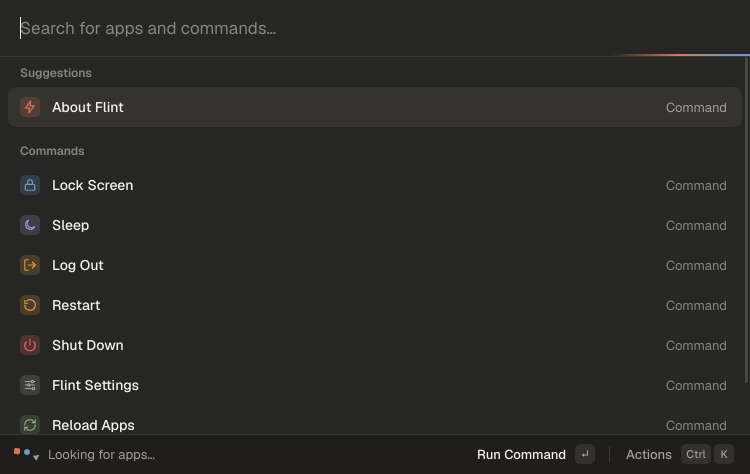 Search for apps and commands...
Suggestions
About Flint Command
Commands
Lock Screen Command
Sleep Command
Log Out Command
Restart Command
Shut Down Command
Flint Settings Command
Reload Apps Command
Looking for apps... Run Command ↵ Actions Ctrl K